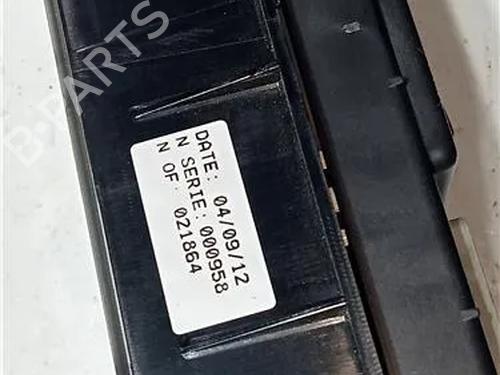 B-PARTS
DATE: 04/09/12
N SERIE: 000958
N OF: 021864